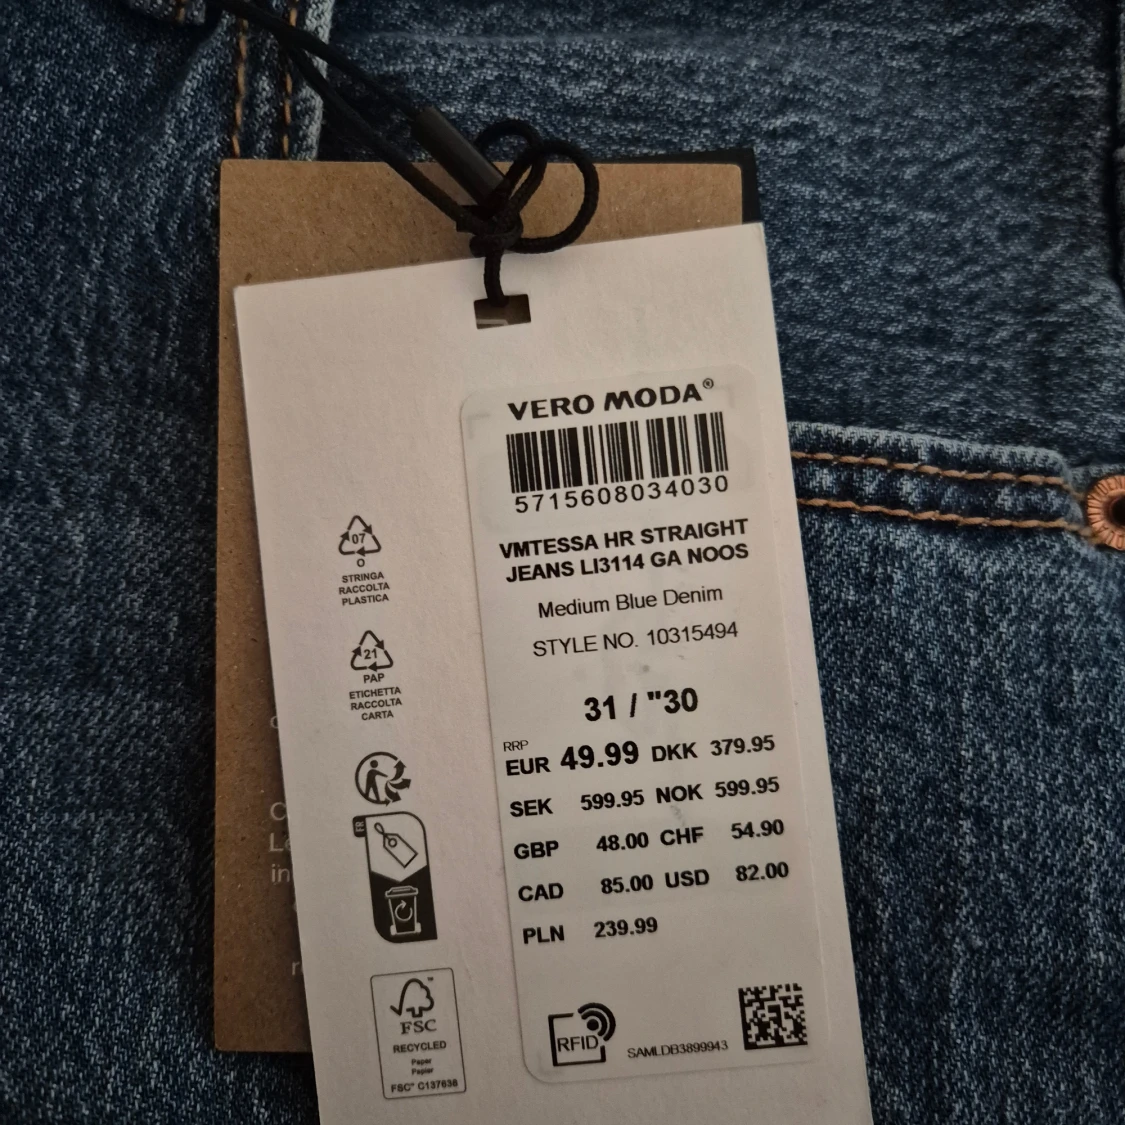 VERO MODA®
5715608034030
VMTESSA HR STRAIGHT
JEANS LI3114 GA NOOS
Medium Blue Denim
STYLE NO. 10315494
31 / "30
RRP
EUR 49.99 DKK 379.95
SEK 599.95 NOK 599.95
GBP 48.00 CHF 54.90
CAD 85.00 USD 82.00
PLN 239.99
RFID
SAMLDB3899943
07
O
STRINGA
RACCOLTA
PLASTICA
21
PAP
ETICHETTA
RACCOLTA
CARTA
FR
FSC
RECYCLED
Paper
Papier
FSC® C137638